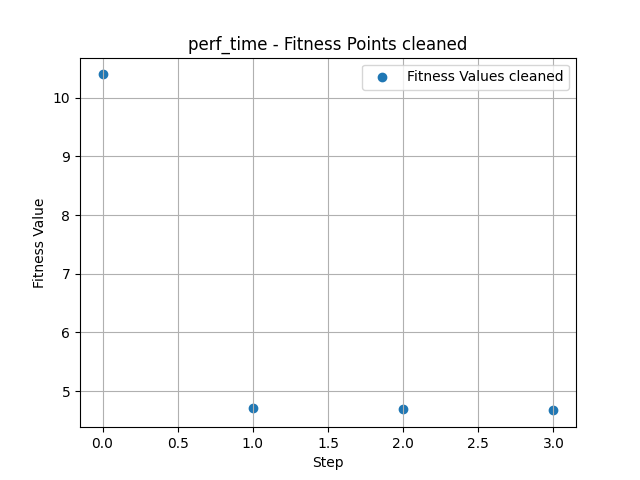 perf_time - Fitness Points cleaned
Fitness Values cleaned
10
9
8
7
6
5
Fitness Value
0.0 0.5 1.0 1.5 2.0 2.5 3.0
Step